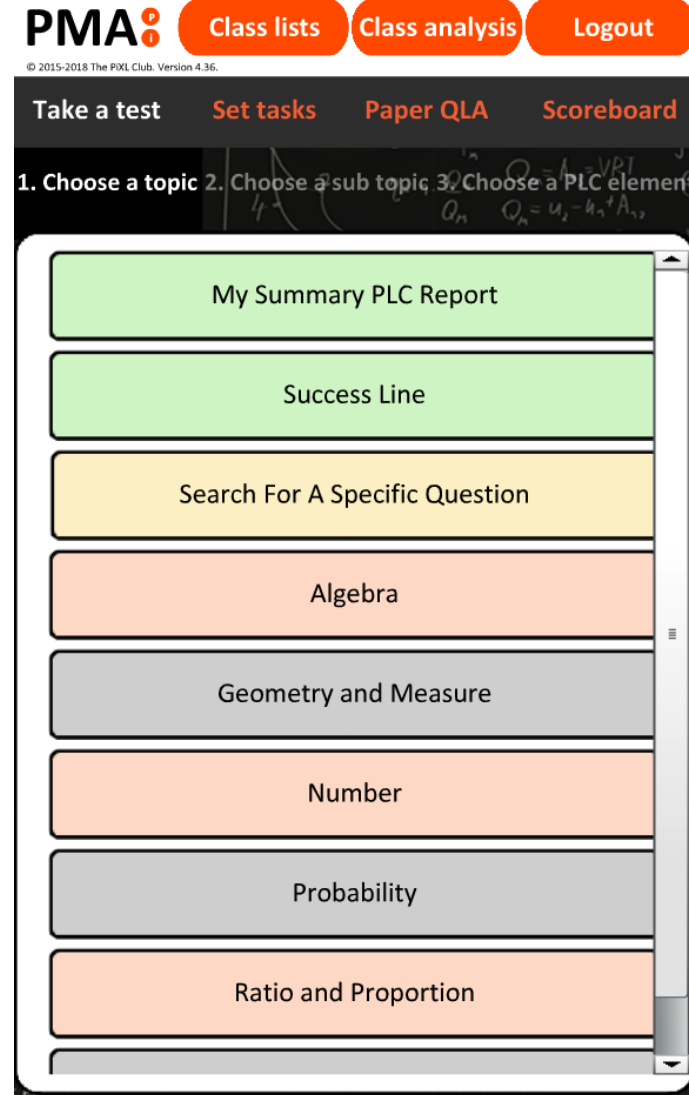 PMA Pi
Class lists
Class analysis
Logout
© 2015-2018 The PiXL Club. Version 4.36.
Take a test
Set tasks
Paper QLA
Scoreboard
1. Choose a topic 2. Choose a sub topic 3. Choose a PLC element
My Summary PLC Report
Success Line
Search For A Specific Question
Algebra
Geometry and Measure
Number
Probability
Ratio and Proportion